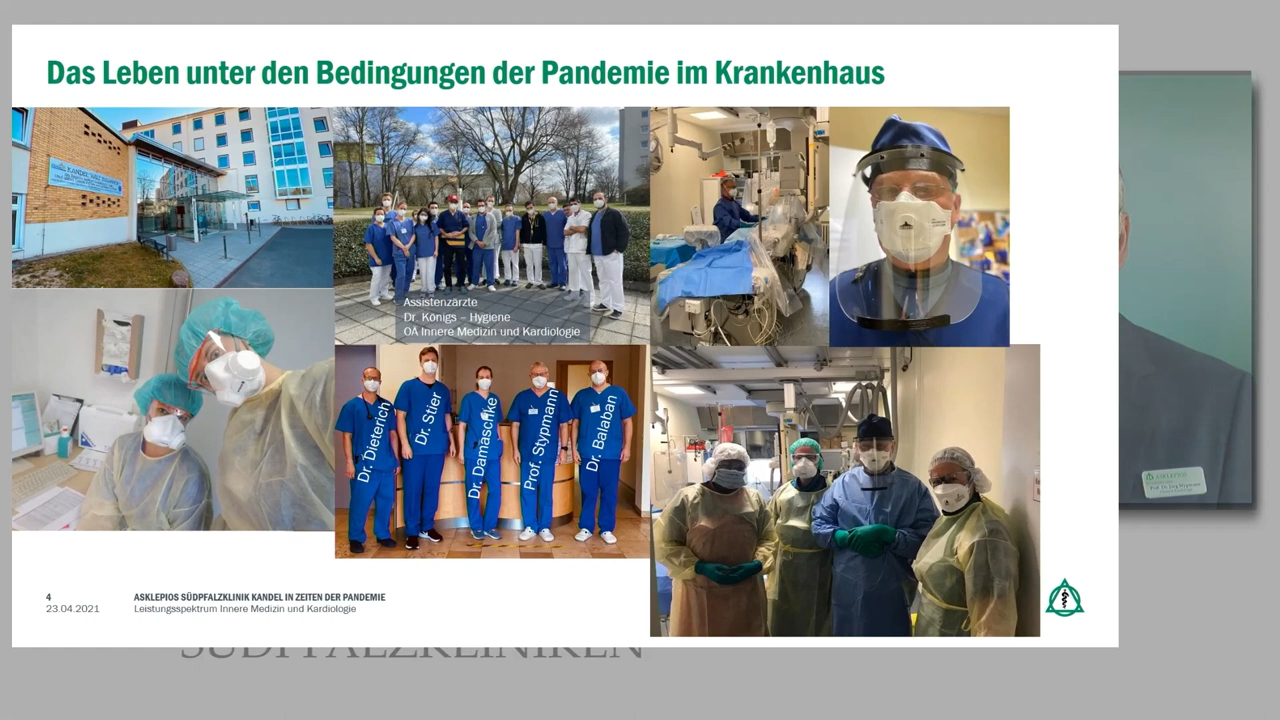 Das Leben unter den Bedingungen der Pandemie im Krankenhaus
Assistenzärzte
Dr. Königs – Hygiene
OÄ Innere Medizin und Kardiologie
Dr. Dieterich
Dr. Stier
Dr. Damaschke
Prof. Stypmann
Dr. Balaban
4
23.04.2021
ASKLEPIOS SÜDPFALZKLINIK KANDEL IN ZEITEN DER PANDEMIE
Leistungsspektrum Innere Medizin und Kardiologie
SÜDPFALZKLINIKEN
ASKLEPIOS